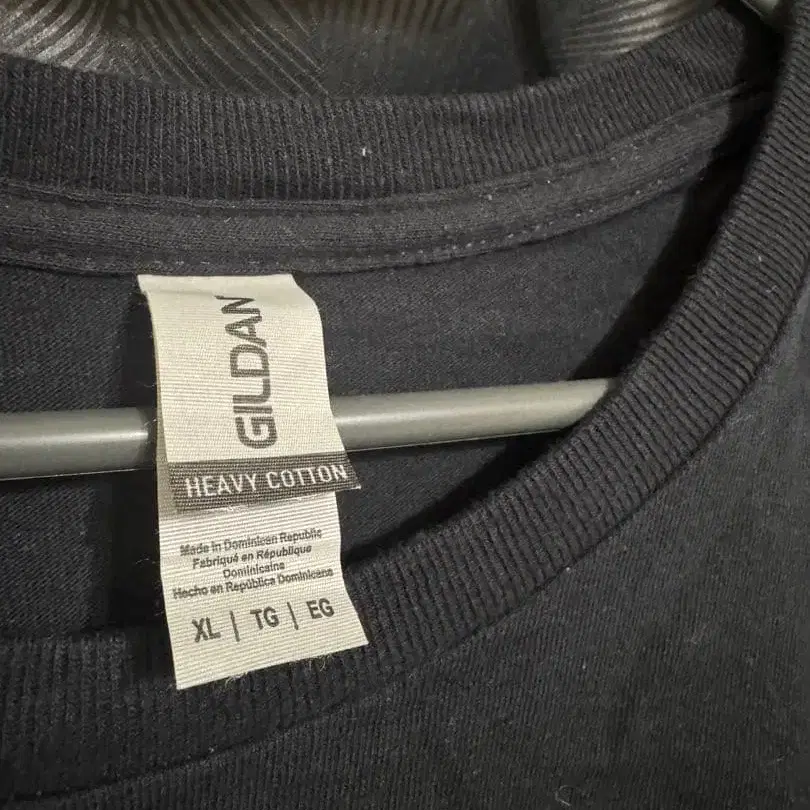 GILDAN
HEAVY COTTON
Made in Dominican Republic
Fabriqué en République
Dominicaine
Hecho en República Dominicana
XL | TG | EG